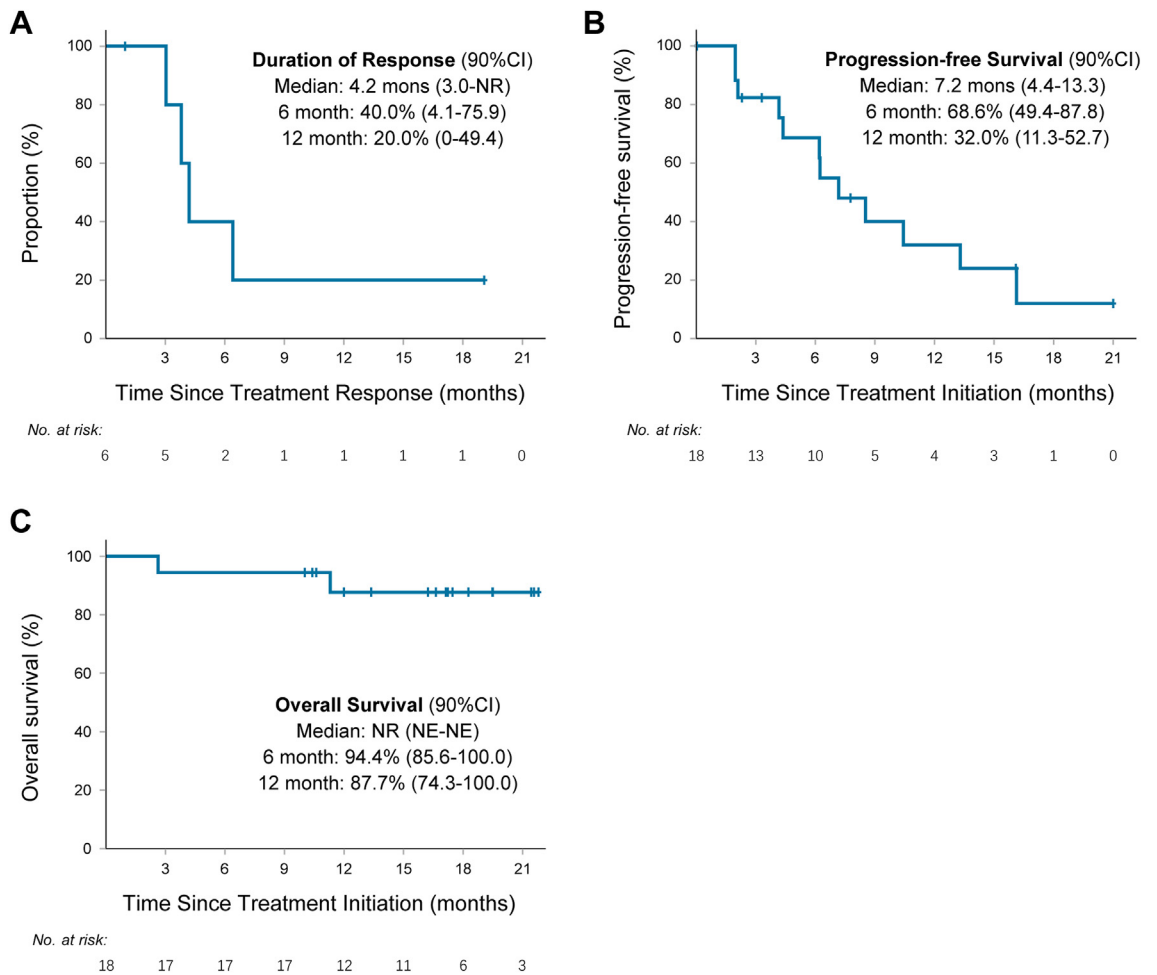 A
Duration of Response (90%CI)
Median: 4.2 mons (3.0-NR)
6 month: 40.0% (4.1-75.9)
12 month: 20.0% (0-49.4)
Proportion (%)
100
80
60
40
20
0
3 6 9 12 15 18 21
Time Since Treatment Response (months)
No. at risk:
6 5 2 1 1 1 1 0
B
Progression-free Survival (90%CI)
Median: 7.2 mons (4.4-13.3)
6 month: 68.6% (49.4-87.8)
12 month: 32.0% (11.3-52.7)
Progression-free survival (%)
100
80
60
40
20
0
3 6 9 12 15 18 21
Time Since Treatment Initiation (months)
No. at risk:
18 13 10 5 4 3 1 0
C
Overall Survival (90%CI)
Median: NR (NE-NE)
6 month: 94.4% (85.6-100.0)
12 month: 87.7% (74.3-100.0)
Overall survival (%)
100
80
60
40
20
0
3 6 9 12 15 18 21
Time Since Treatment Initiation (months)
No. at risk:
18 17 17 17 12 11 6 3